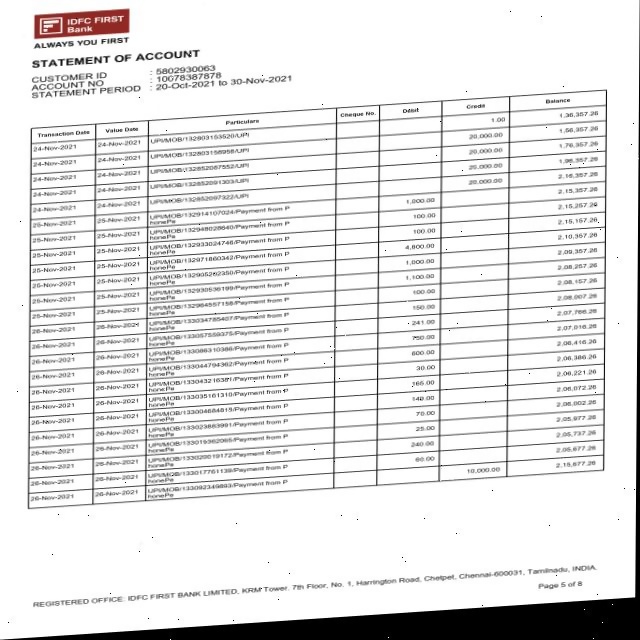 IDFC FIRST
Bank
ALWAYS YOU FIRST
STATEMENT OF ACCOUNT
CUSTOMER ID : 5802930063
ACCOUNT NO : 10078387878
STATEMENT PERIOD : 20-Oct-2021 to 30-Nov-2021
Transaction Date Value Date Particulars Cheque No. Debit Credit Balance
24-Nov-2021 24-Nov-2021 UPI/MOB/132803153520/UPI 1.00 1,36,357.26
24-Nov-2021 24-Nov-2021 UPI/MOB/132803156958/UPI 20,000.00 1,56,357.26
24-Nov-2021 24-Nov-2021 UPI/MOB/132852067552/UPI 20,000.00 1,76,357.26
24-Nov-2021 24-Nov-2021 UPI/MOB/132852091303/UPI 20,000.00 1,96,357.26
24-Nov-2021 24-Nov-2021 UPI/MOB/132852097322/UPI 20,000.00 2,16,357.26
25-Nov-2021 25-Nov-2021 UPI/MOB/132914107024/Payment from P 1,000.00 2,15,357.26
honePe
25-Nov-2021 25-Nov-2021 UPI/MOB/132948028640/Payment from P 100.00 2,15,257.26
honePe
25-Nov-2021 25-Nov-2021 UPI/MOB/132933024746/Payment from P 100.00 2,15,157.26
honePe
25-Nov-2021 25-Nov-2021 UPI/MOB/132971860342/Payment from P 4,800.00 2,10,357.26
honePe
25-Nov-2021 25-Nov-2021 UPI/MOB/132905262350/Payment from P 1,000.00 2,09,357.26
honePe
25-Nov-2021 25-Nov-2021 UPI/MOB/132930536199/Payment from P 1,100.00 2,08,257.26
honePe
25-Nov-2021 25-Nov-2021 UPI/MOB/132964557158/Payment from P 100.00 2,08,157.26
honePe
26-Nov-2021 26-Nov-2021 UPI/MOB/133034785407/Payment from P 150.00 2,08,007.26
honePe
26-Nov-2021 26-Nov-2021 UPI/MOB/133057559375/Payment from P 241.00 2,07,766.26
honePe
26-Nov-2021 26-Nov-2021 UPI/MOB/133086310386/Payment from P 750.00 2,07,016.26
honePe
26-Nov-2021 26-Nov-2021 UPI/MOB/133044794362/Payment from P 600.00 2,06,416.26
honePe
26-Nov-2021 26-Nov-2021 UPI/MOB/133043216381/Payment from P 30.00 2,06,386.26
honePe
26-Nov-2021 26-Nov-2021 UPI/MOB/133035161310/Payment from P 165.00 2,06,221.26
honePe
26-Nov-2021 26-Nov-2021 UPI/MOB/133004684819/Payment from P 149.00 2,06,072.26
honePe
26-Nov-2021 26-Nov-2021 UPI/MOB/133023883991/Payment from P 70.00 2,06,002.26
honePe
26-Nov-2021 26-Nov-2021 UPI/MOB/133019362065/Payment from P 25.00 2,05,977.26
honePe
26-Nov-2021 26-Nov-2021 UPI/MOB/133020019172/Payment from P 240.00 2,05,737.26
honePe
26-Nov-2021 26-Nov-2021 UPI/MOB/133017761139/Payment from P 60.00 2,05,677.26
honePe
26-Nov-2021 26-Nov-2021 UPI/MOB/133092349893/Payment from P 10,000.00 2,15,677.26
honePe
REGISTERED OFFICE: IDFC FIRST BANK LIMITED, KRM Tower. 7th Floor, No. 1, Harrington Road, Chetpet, Chennai-600031, Tamilnadu, INDIA.
Page 5 of 8